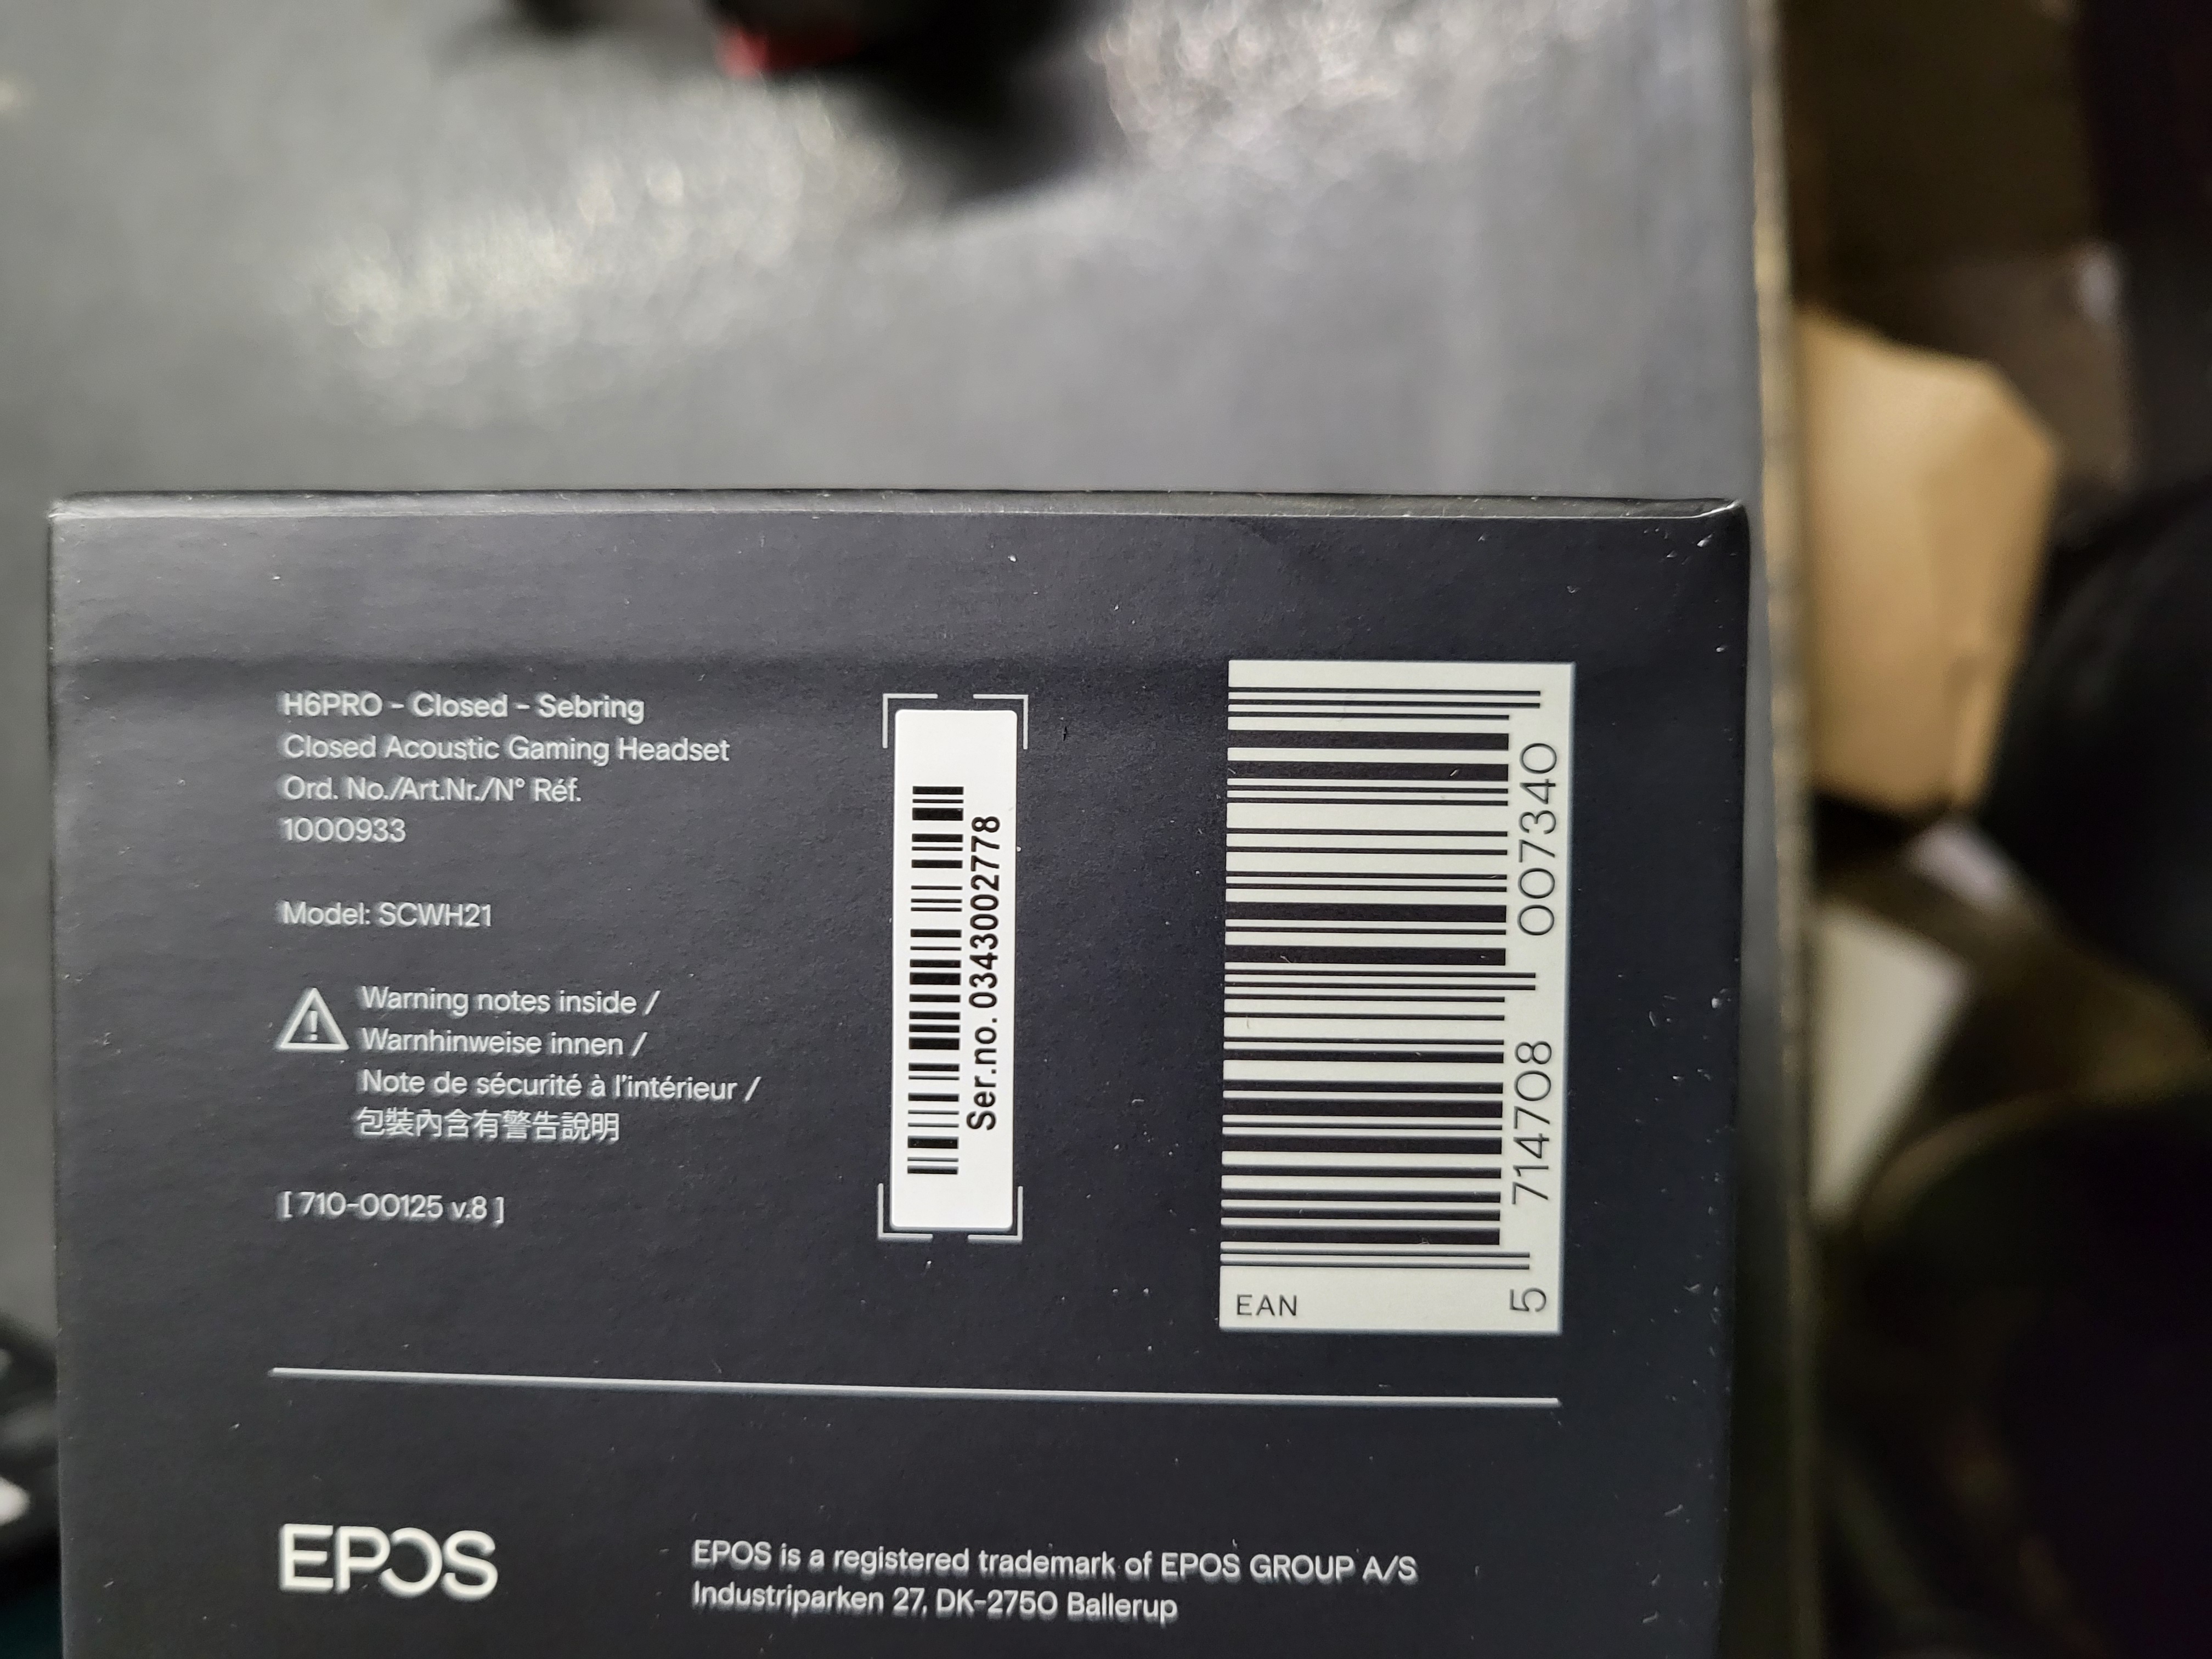 H6PRO - Closed - Sebring
Closed Acoustic Gaming Headset
Ord. No./Art.Nr./N° Réf.
1000933
Model: SCWH21
Warning notes inside /
Warnhinweise innen /
Note de sécurité à l'intérieur /
包裝內含有警告說明
[ 710-00125 v.8 ]
Ser.no. 0343002778
EAN
5 714708 007340
EPOS
EPOS is a registered trademark of EPOS GROUP A/S
Industriparken 27, DK-2750 Ballerup